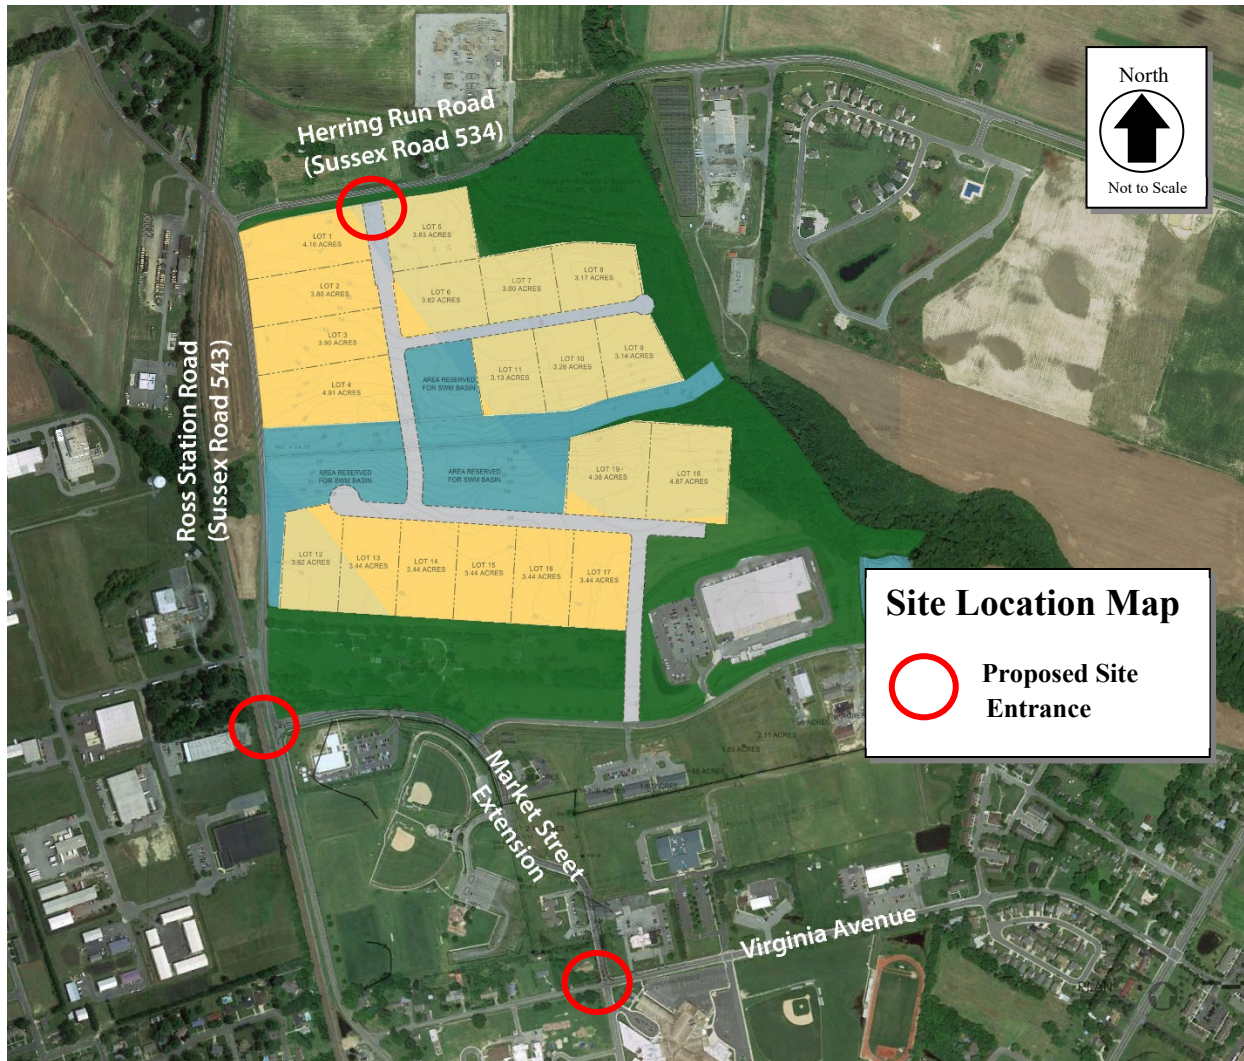 North
Not to Scale
Herring Run Road
(Sussex Road 534)
LOT 1
4.16 ACRES
LOT 5
3.83 ACRES
LOT 2
3.80 ACRES
LOT 6
3.62 ACRES
LOT 7
3.60 ACRES
LOT 8
3.17 ACRES
LOT 3
3.90 ACRES
LOT 4
4.91 ACRES
AREA RESERVED
FOR SWM BASIN
LOT 11
3.13 ACRES
LOT 10
3.26 ACRES
LOT 9
3.14 ACRES
Ross Station Road
(Sussex Road 543)
AREA RESERVED
FOR SWM BASIN
AREA RESERVED
FOR SWM BASIN
LOT 19
4.38 ACRES
LOT 18
4.87 ACRES
LOT 12
3.62 ACRES
LOT 13
3.44 ACRES
LOT 14
3.44 ACRES
LOT 15
3.44 ACRES
LOT 16
3.44 ACRES
LOT 17
3.44 ACRES
Site Location Map
Proposed Site
Entrance
2.11 ACRES
Market Street
Extension
Virginia Avenue